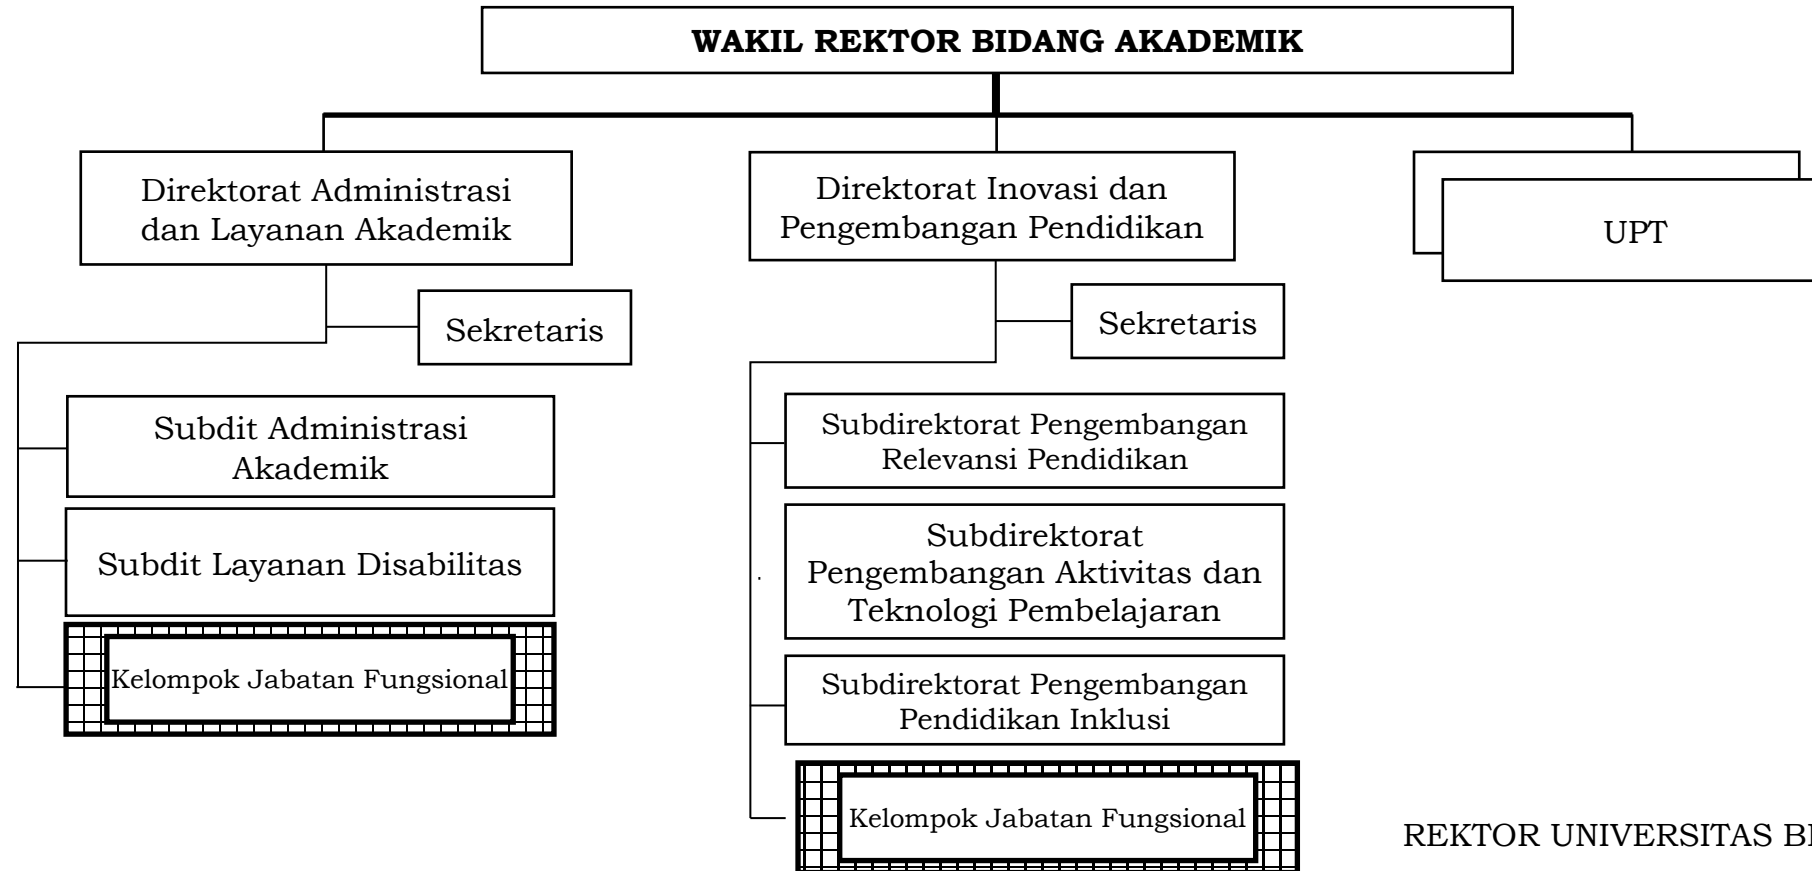 WAKIL REKTOR BIDANG AKADEMIK
Direktorat Administrasi
dan Layanan Akademik
Sekretaris
Subdit Administrasi
Akademik
Subdit Layanan Disabilitas
Kelompok Jabatan Fungsional
Direktorat Inovasi dan
Pengembangan Pendidikan
Sekretaris
Subdirektorat Pengembangan
Relevansi Pendidikan
Subdirektorat
Pengembangan Aktivitas dan
Teknologi Pembelajaran
Subdirektorat Pengembangan
Pendidikan Inklusi
Kelompok Jabatan Fungsional
UPT
REKTOR UNIVERSITAS